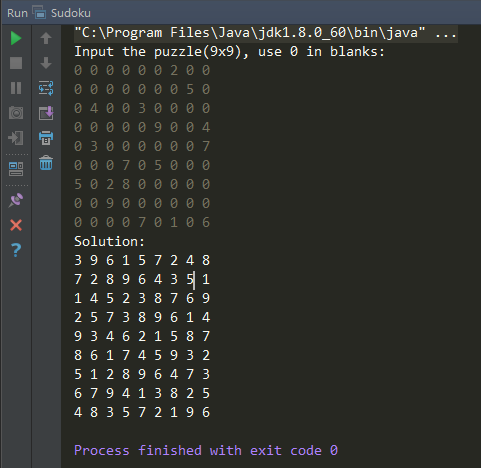 Run Sudoku
"C:\Program Files\Java\jdk1.8.0_60\bin\java" ...
Input the puzzle(9x9), use 0 in blanks:
0 0 0 0 0 0 2 0 0
0 0 0 0 0 0 0 5 0
0 4 0 0 3 0 0 0 0
0 0 0 0 0 9 0 0 4
0 3 0 0 0 0 0 0 7
0 0 0 7 0 5 0 0 0
5 0 2 8 0 0 0 0 0
0 0 9 0 0 0 0 0 0
0 0 0 0 7 0 1 0 6
Solution:
3 9 6 1 5 7 2 4 8
7 2 8 9 6 4 3 5 1
1 4 5 2 3 8 7 6 9
2 5 7 3 8 9 6 1 4
9 3 4 6 2 1 5 8 7
8 6 1 7 4 5 9 3 2
5 1 2 8 9 6 4 7 3
6 7 9 4 1 3 8 2 5
4 8 3 5 7 2 1 9 6
Process finished with exit code 0